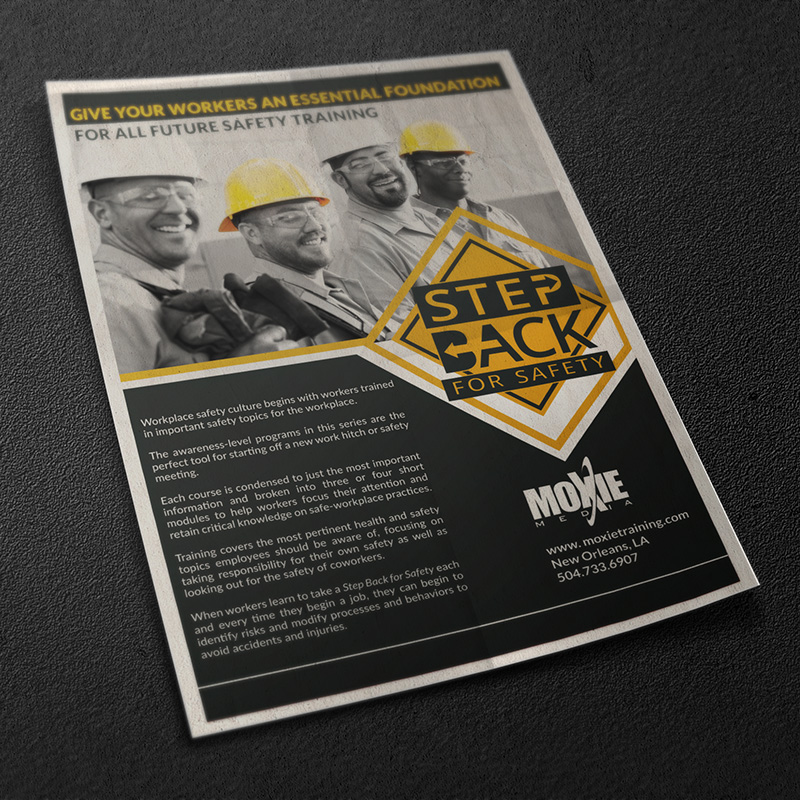 GIVE YOUR WORKERS AN ESSENTIAL FOUNDATION
FOR ALL FUTURE SAFETY TRAINING
STEP
BACK
FOR SAFETY
Workplace safety culture begins with workers trained
in important safety topics for the workplace.
The awareness-level programs in this series are the
perfect tool for starting off a new work hitch or safety
meeting.
Each course is condensed to just the most important
information and broken into three or four short
modules to help workers focus their attention and
retain critical knowledge on safe-workplace practices.
Training covers the most pertinent health and safety
topics employees should be aware of, focusing on
taking responsibility for their own safety as well as
looking out for the safety of coworkers.
When workers learn to take a Step Back for Safety each
and every time they begin a job, they can begin to
identify risks and modify processes and behaviors to
avoid accidents and injuries.
MOXIE
MEDIA
www.moxietraining.com
New Orleans, LA
504.733.6907